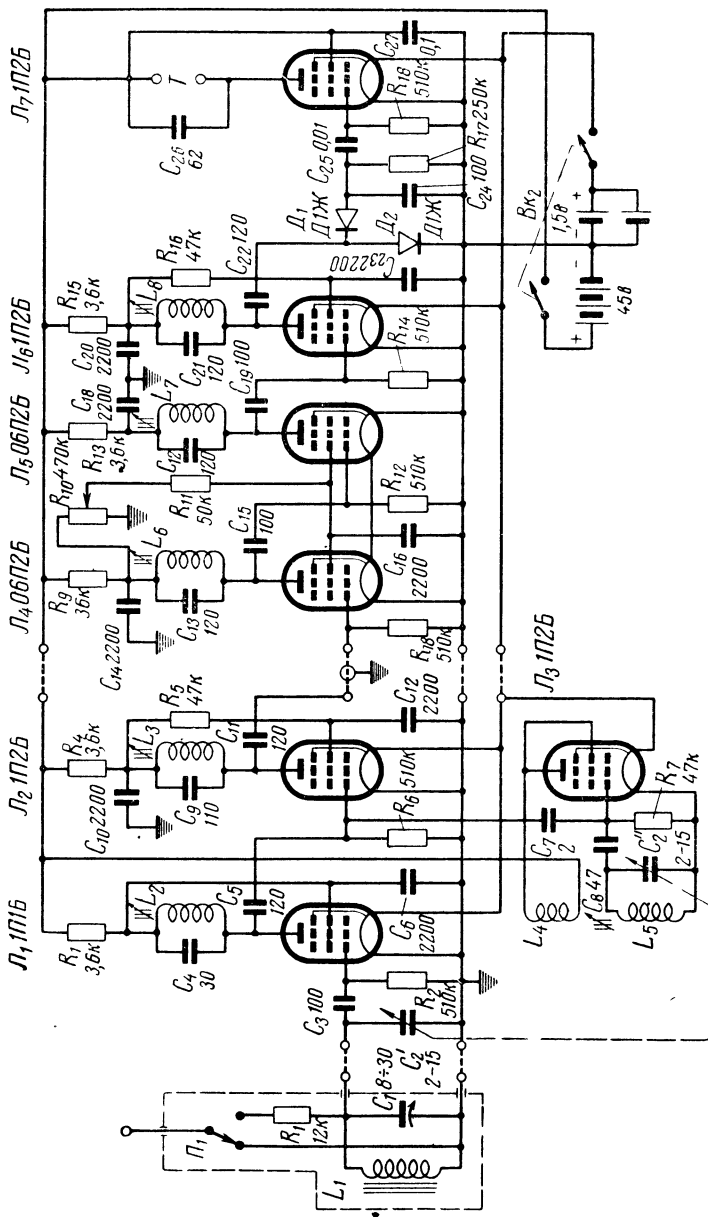 Л₁ 1П1Б
Л₂ 1П2Б
Л₄ 06П2Б
Л₅ 06П2Б
Л₆ 1П2Б
Л₇ 1П2Б
R₁
3,6к
L₂
C₄
30
C₅
120
C₃ 100
C₆
2200
R₂
510к
C′₂
2-15
П₁
R₁
12к
C₁ 8÷30
L₁
R₄
3,6к
C₁₀ 2200
L₃
R₅
47к
C₉
110
C₁₁
120
R₆
510к
C₁₂
2200
Л₃ 1П2Б
C₇
2
R₇
47к
C″₂
2-15
C₈ 47
L₄
L₅
R₉
36к
C₁₄ 2200
L₆
C₁₃
120
R₁₈
510к
C₁₅
100
C₁₆
2200
R₁₀ 470к
R₁₁
50к
R₁₂
510к
R₁₃
3,6к
C₁₈
2200
L₇
C₁₂
120
C₁₉ 100
R₁₄
510к
R₁₅
3,6к
C₂₀
2200
L₈
C₂₁
120
R₁₆
47к
C₂₂ 120
C₂₃ 2200
Д₁
Д1Ж
Д₂
Д1Ж
C₂₄
100
C₂₅ 0,01
R₁₇ 250к
R₁₈
510к
C₂₆
62
Т
C₂₇
0,1
Вк₂
1,5в
45в
+
-
+
-